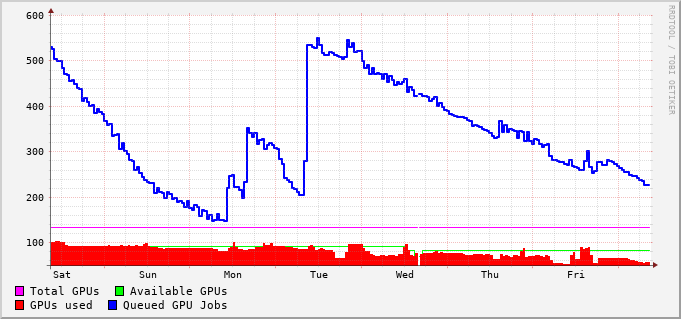 600
500
400
300
200
100
Sat Sun Mon Tue Wed Thu Fri
Total GPUs Available GPUs
GPUs used Queued GPU Jobs
RRDTOOL / TOBI OETIKER